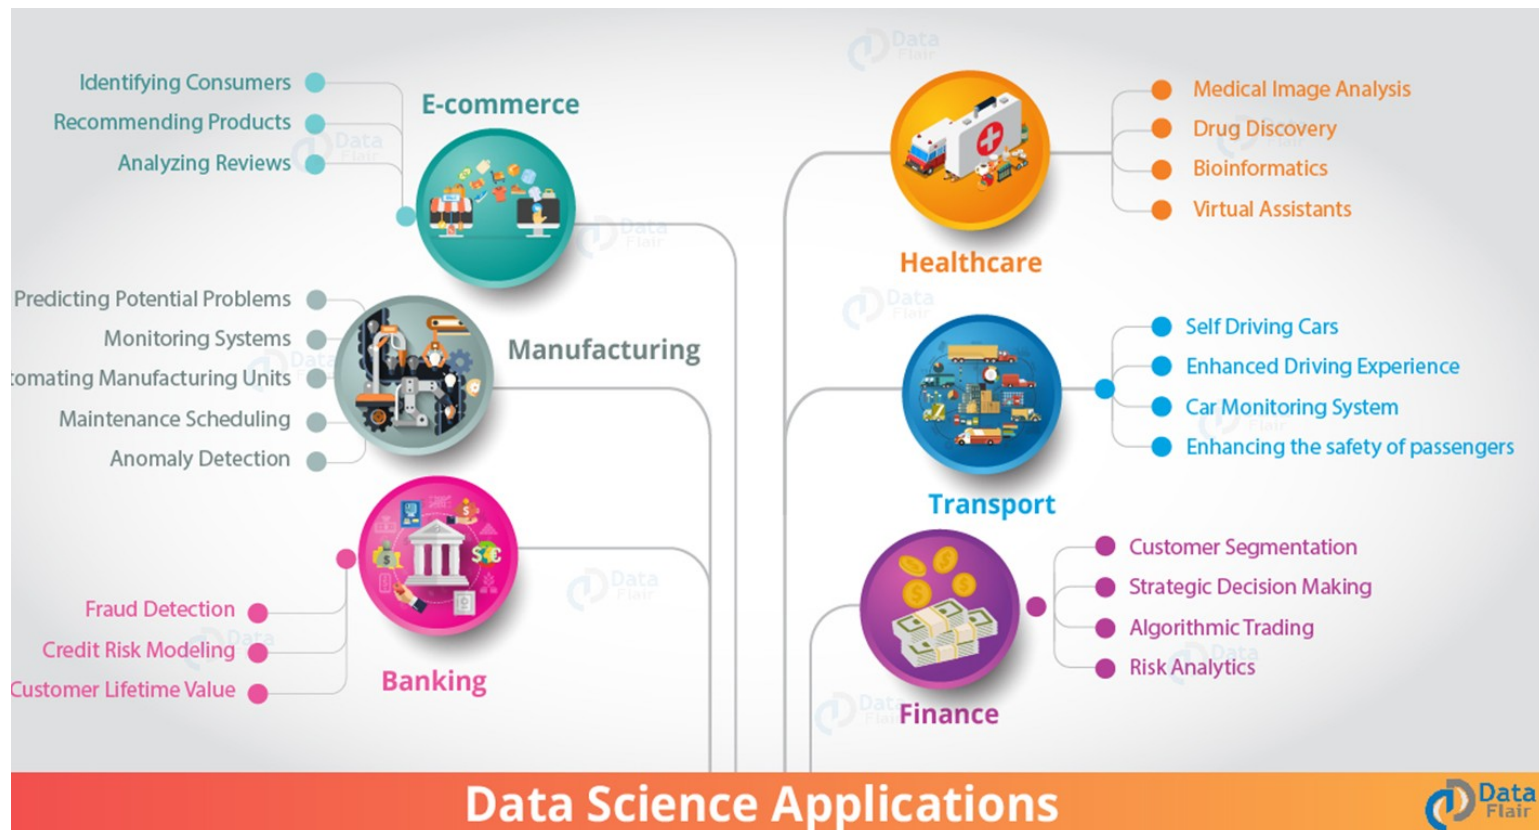 E-commerce
Identifying Consumers
Recommending Products
Analyzing Reviews
Manufacturing
Predicting Potential Problems
Monitoring Systems
tomating Manufacturing Units
Maintenance Scheduling
Anomaly Detection
Banking
Fraud Detection
Credit Risk Modeling
Customer Lifetime Value
Healthcare
Medical Image Analysis
Drug Discovery
Bioinformatics
Virtual Assistants
Transport
Self Driving Cars
Enhanced Driving Experience
Car Monitoring System
Enhancing the safety of passengers
Finance
Customer Segmentation
Strategic Decision Making
Algorithmic Trading
Risk Analytics
Data Science Applications
Data
Flair